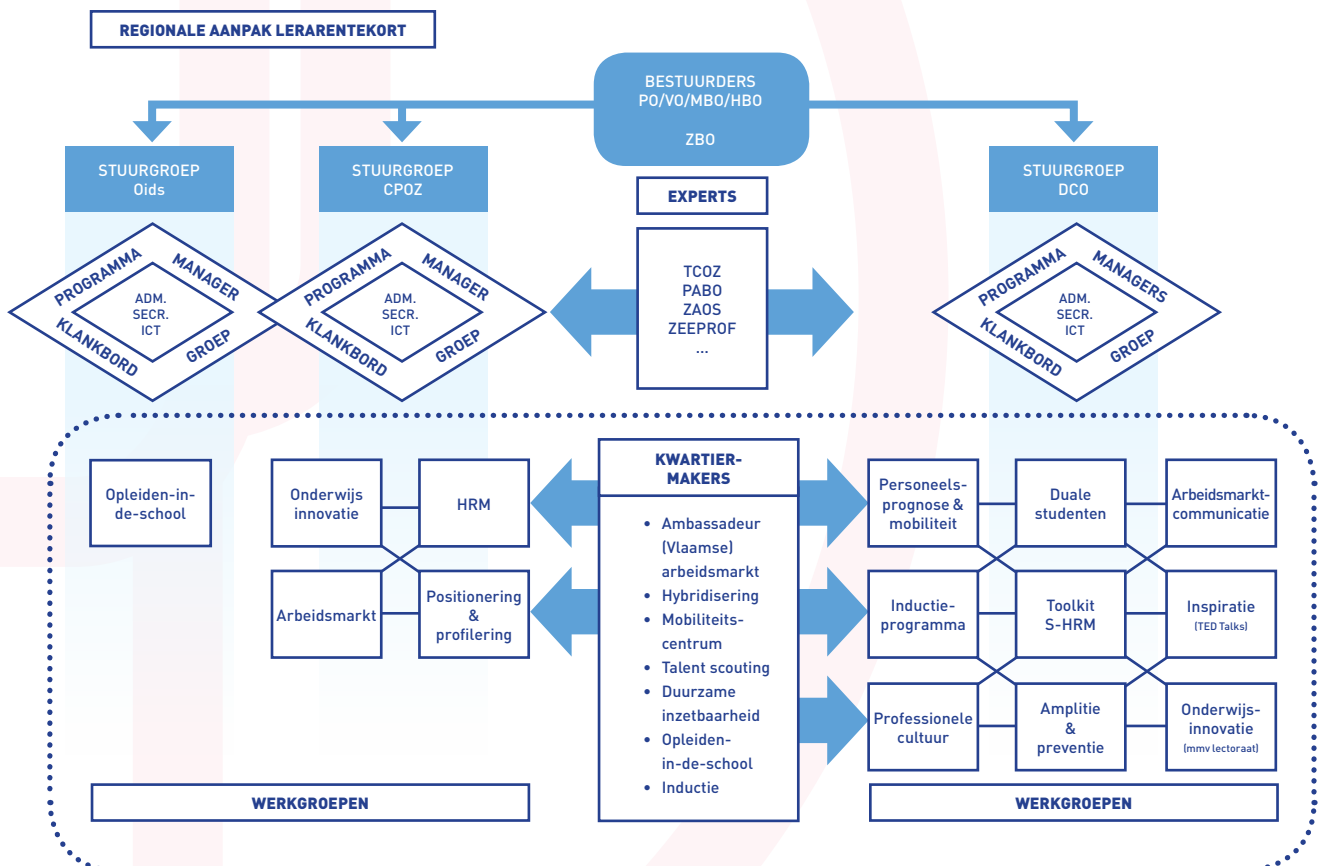 REGIONALE AANPAK LERARENTEKORT
BESTUURDERS
PO/VO/MBO/HBO
ZBO
STUURGROEP
Oids
STUURGROEP
CPOZ
STUURGROEP
DCO
EXPERTS
TCOZ
PABO
ZAOS
ZEEPROF
...
PROGRAMMA
MANAGER
ADM.
SECR.
ICT
KLANKBORD
GROEP
PROGRAMMA
MANAGER
ADM.
SECR.
ICT
KLANKBORD
GROEP
PROGRAMMA
MANAGERS
ADM.
SECR.
ICT
KLANKBORD
GROEP
Opleiden-in-
de-school
Onderwijs
innovatie
HRM
Arbeidsmarkt
Positionering
&
profilering
WERKGROEPEN
KWARTIER-
MAKERS
• Ambassadeur
(Vlaamse)
arbeidsmarkt
• Hybridisering
• Mobiliteits-
centrum
• Talent scouting
• Duurzame
inzetbaarheid
• Opleiden-
in-de-school
• Inductie
Personeels-
prognose &
mobiliteit
Duale
studenten
Arbeidsmarkt-
communicatie
Inductie-
programma
Toolkit
S-HRM
Inspiratie
(TED Talks)
Professionele
cultuur
Amplitie
&
preventie
Onderwijs-
innovatie
(mmv lectoraat)
WERKGROEPEN